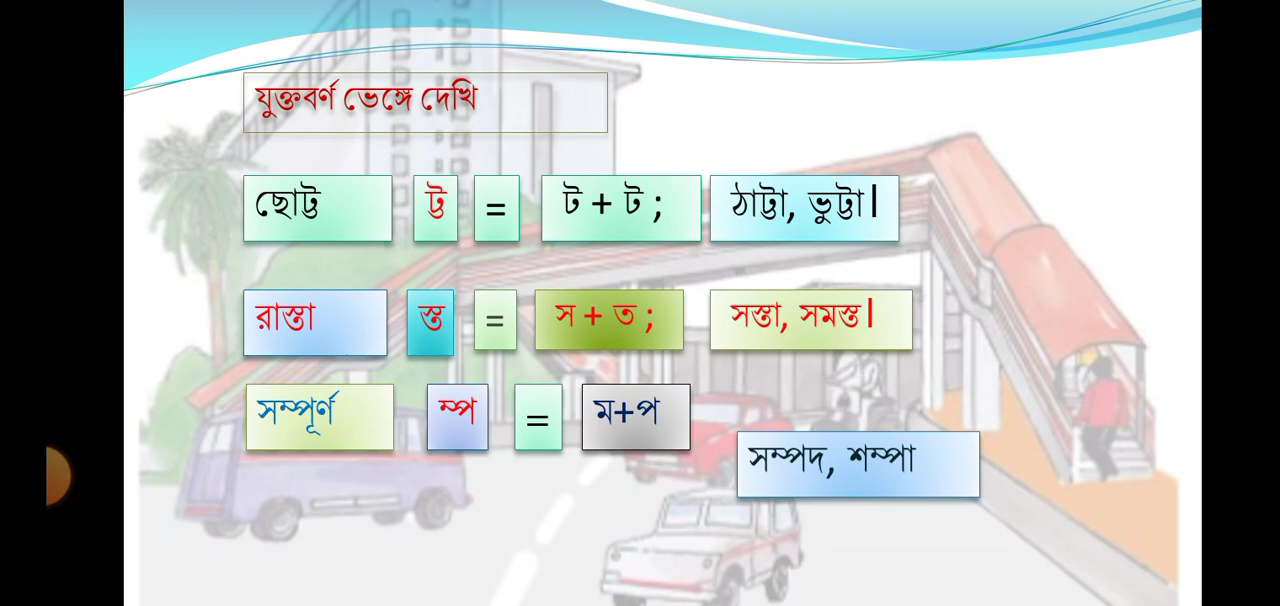 যুক্তবর্ণ ভেঙ্গে দেখি
ছোট্ট ট্ট = ট + ট ; ঠাট্টা, ভুট্টা।
রাস্তা স্ত = স + ত ; সস্তা, সমস্ত।
সম্পূর্ণ ম্প = ম+প
সম্পদ, শম্পা